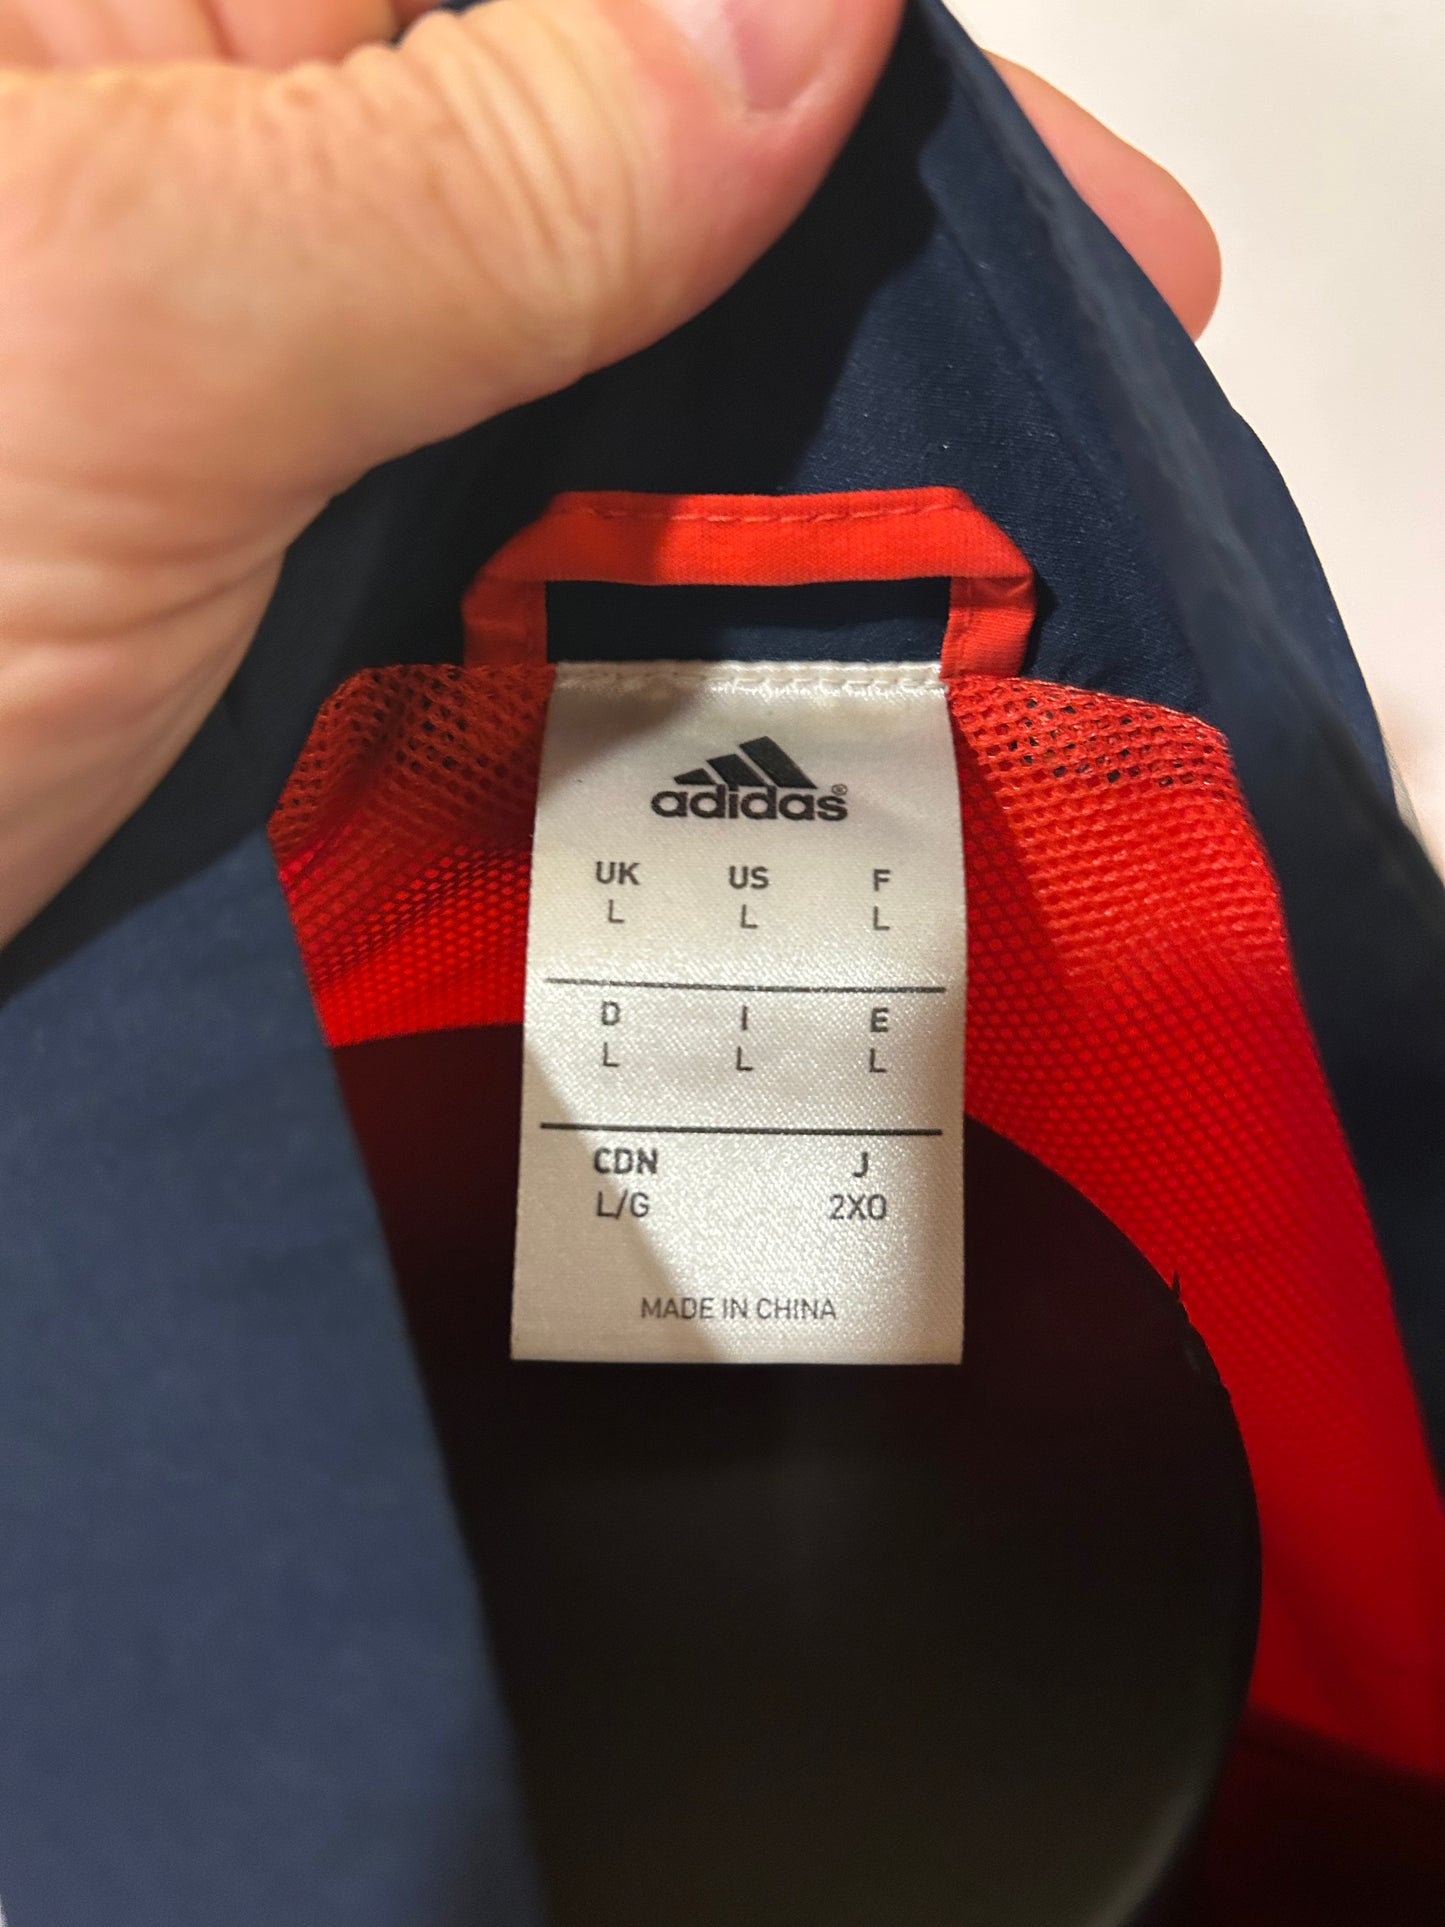 adidas®
UK US F
L L L
D I E
L L L
CDN J
L/G 2XO
MADE IN CHINA